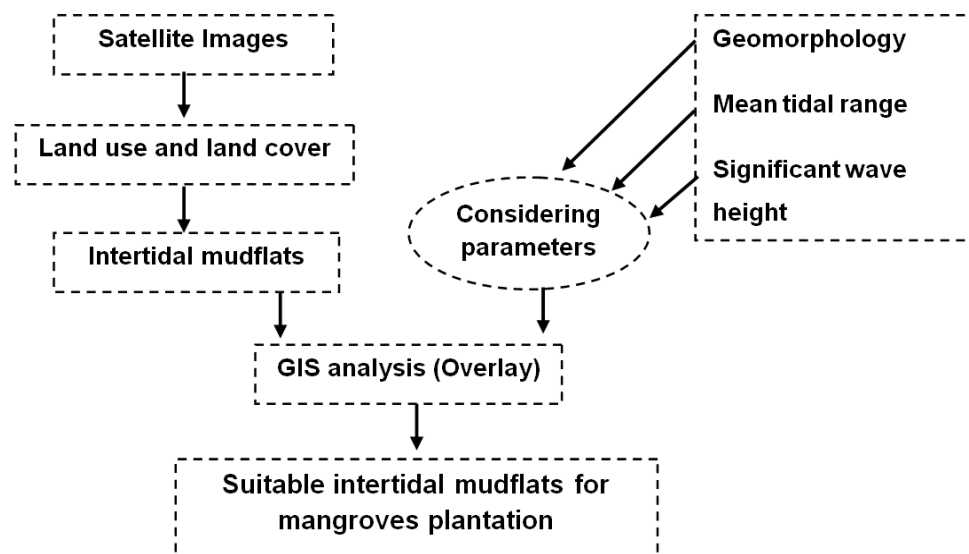 Satellite Images
Land use and land cover
Intertidal mudflats
Geomorphology
Mean tidal range
Significant wave
height
Considering
parameters
GIS analysis (Overlay)
Suitable intertidal mudflats for
mangroves plantation